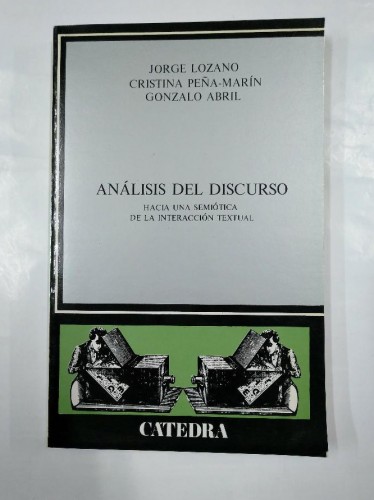 JORGE LOZANO
CRISTINA PEÑA-MARÍN
GONZALO ABRIL
ANÁLISIS DEL DISCURSO
HACIA UNA SEMIÓTICA
DE LA INTERACCIÓN TEXTUAL
CATEDRA